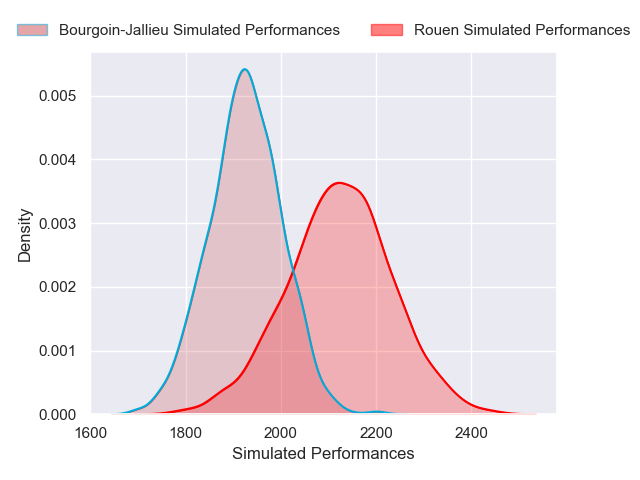 Bourgoin-Jallieu Simulated Performances
Rouen Simulated Performances
0.005
0.004
0.003
0.002
0.001
0.000
Density
1600
1800
2000
2200
2400
Simulated Performances